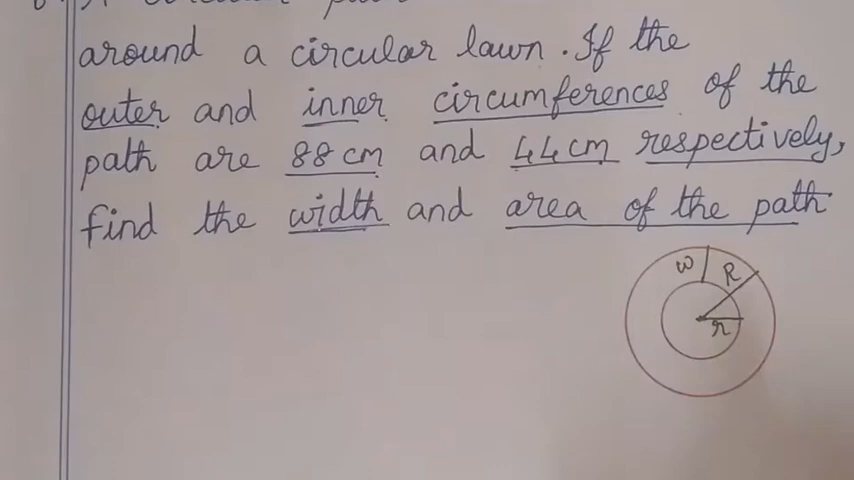 around a circular lawn. If the
outer and inner circumferences of the
path are 88 cm and 44 cm respectively,
find the width and area of the path
w R
r